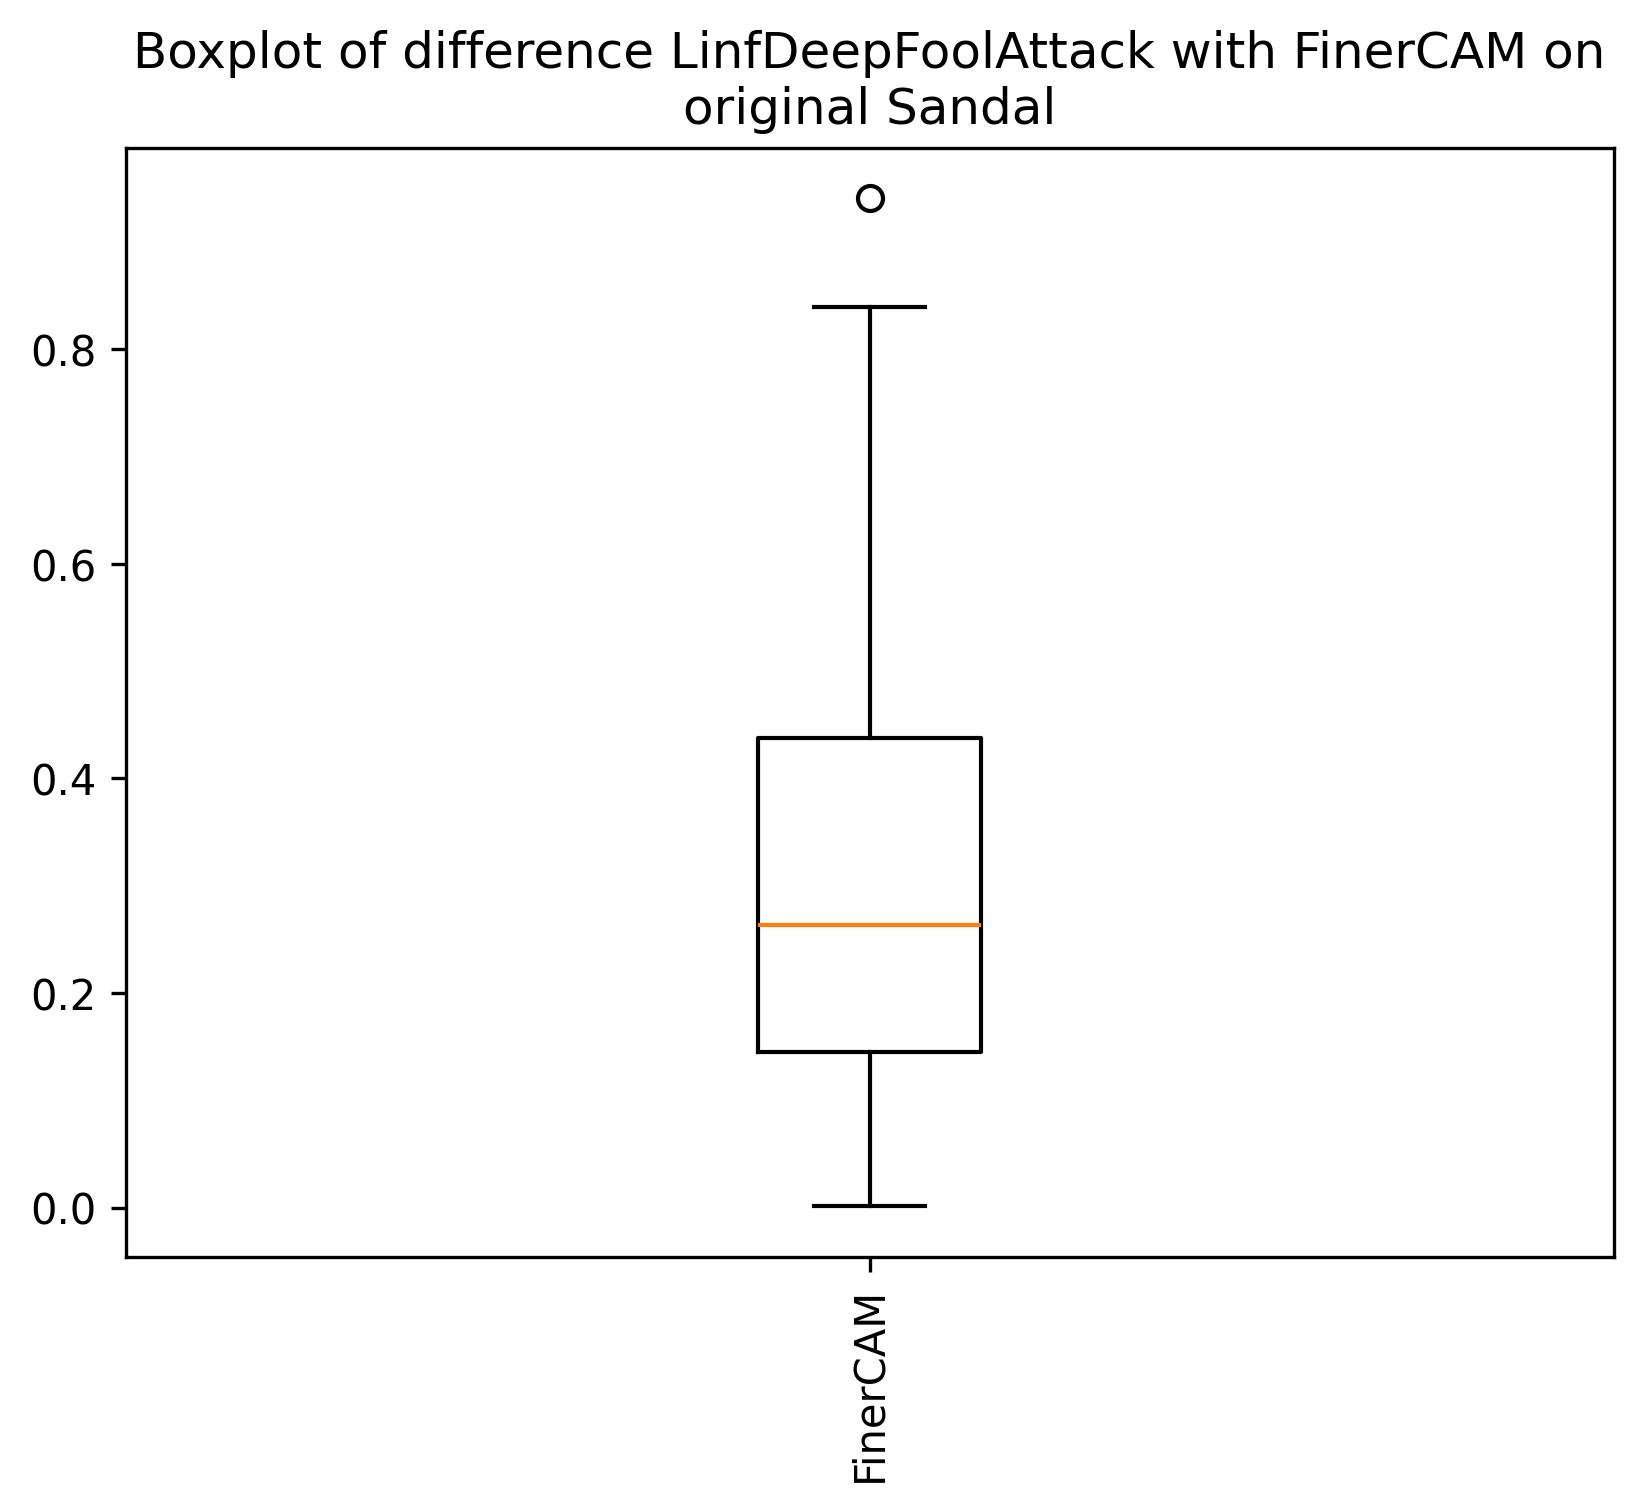 Boxplot of difference LinfDeepFoolAttack with FinerCAM on
original Sandal
0.8
0.6
0.4
0.2
0.0
FinerCAM